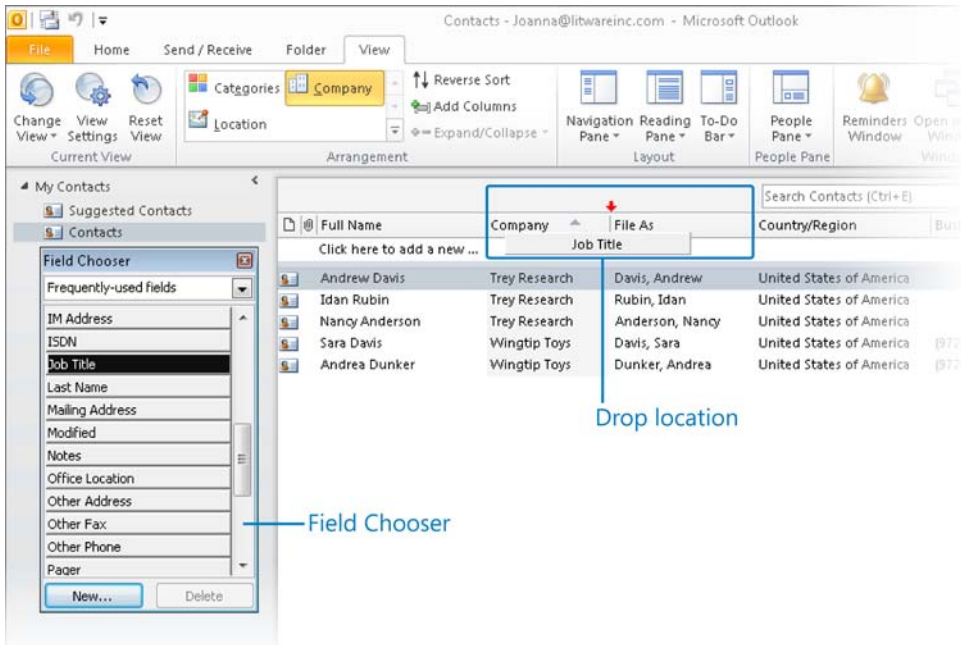 Contacts - Joanna@litwareinc.com - Microsoft Outlook
File Home Send / Receive Folder View
Change View
View Settings
Reset View
Current View
Categories
Company
Location
Reverse Sort
Add Columns
Expand/Collapse
Arrangement
Navigation Pane
Reading Pane
To-Do Bar
Layout
People Pane
People Pane
Reminders Window
Open in
My Contacts
Suggested Contacts
Contacts
Search Contacts (Ctrl+E)
Full Name Company File As Country/Region
Click here to add a new ...
Job Title
Andrew Davis Trey Research Davis, Andrew United States of America
Idan Rubin Trey Research Rubin, Idan United States of America
Nancy Anderson Trey Research Anderson, Nancy United States of America
Sara Davis Wingtip Toys Davis, Sara United States of America (972
Andrea Dunker Wingtip Toys Dunker, Andrea United States of America (972
Field Chooser
Frequently-used fields
IM Address
ISDN
Job Title
Last Name
Mailing Address
Modified
Notes
Office Location
Other Address
Other Fax
Other Phone
Pager
New... Delete
Drop location
Field Chooser